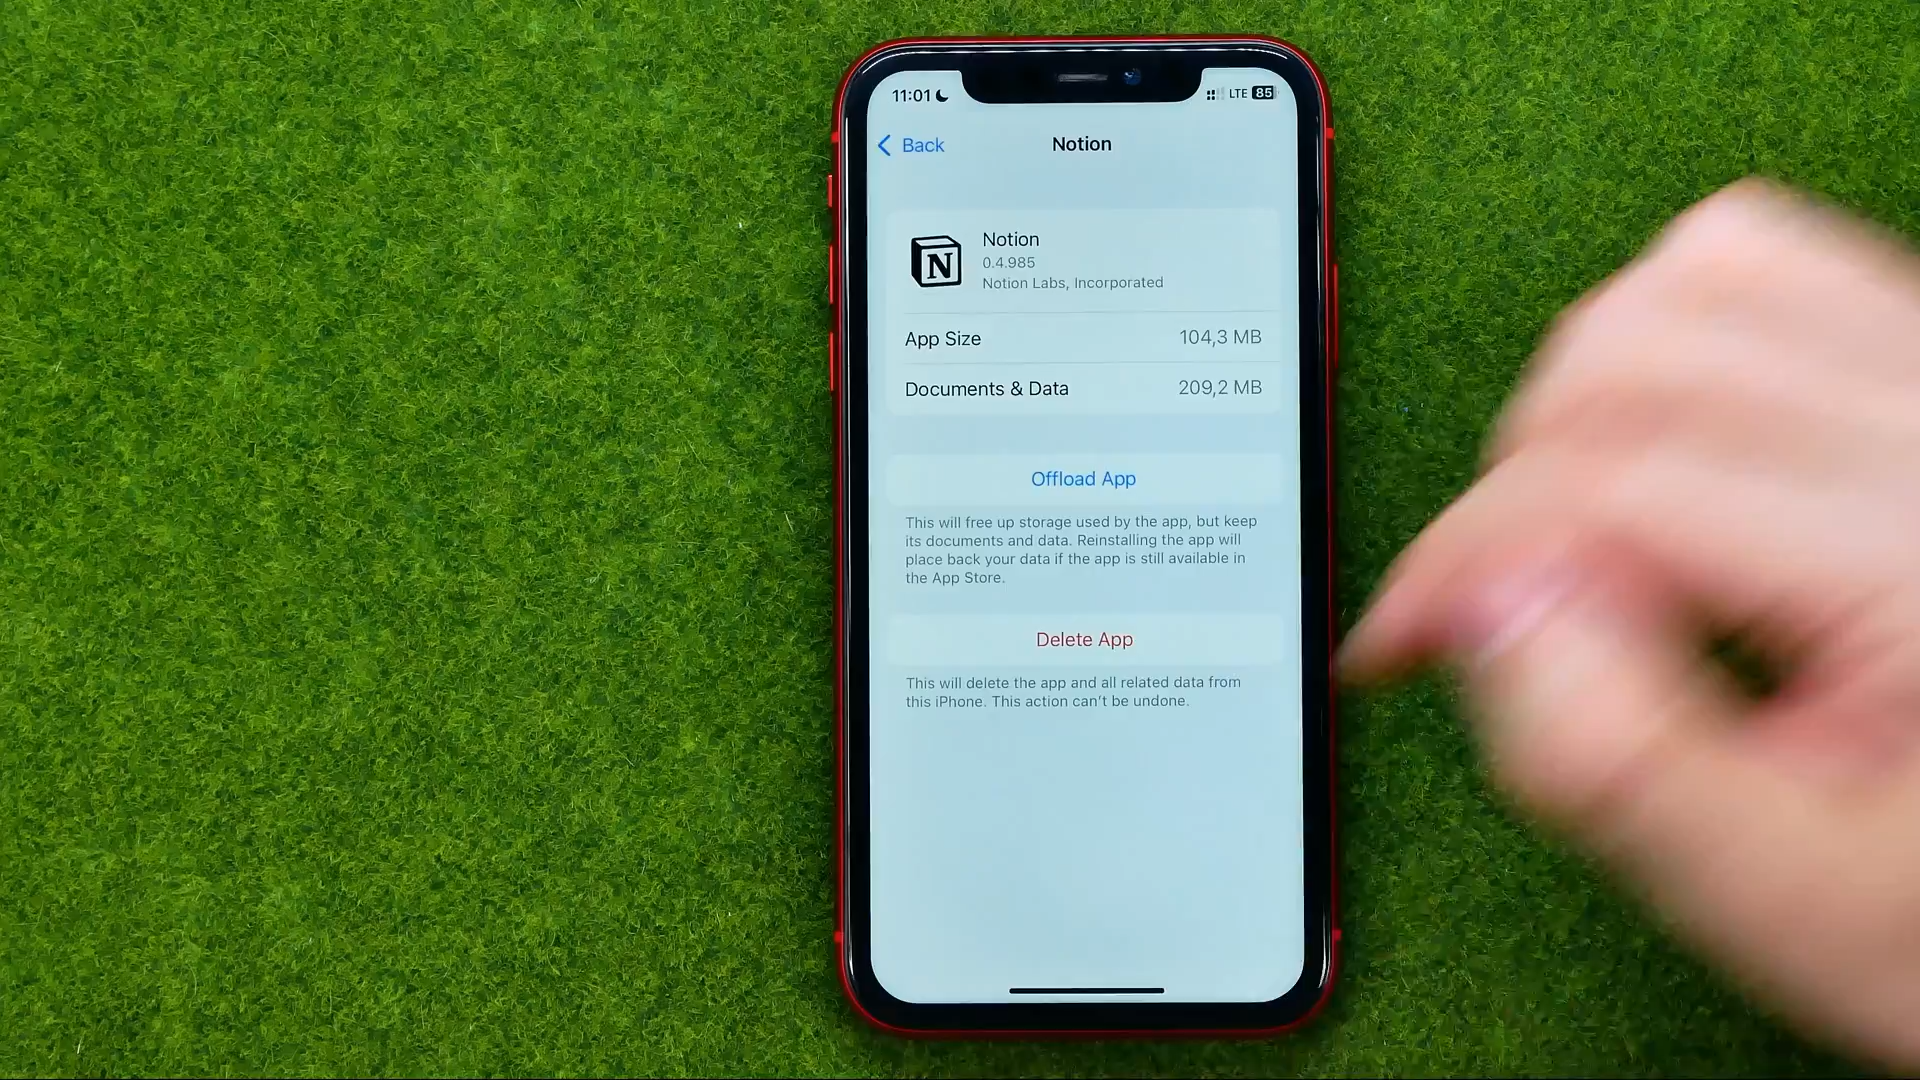 11:01
LTE 85
Back
Notion
N
Notion
0.4.985
Notion Labs, Incorporated
App Size 104,3 MB
Documents & Data 209,2 MB
Offload App
This will free up storage used by the app, but keep
its documents and data. Reinstalling the app will
place back your data if the app is still available in
the App Store.
Delete App
This will delete the app and all related data from
this iPhone. This action can't be undone.